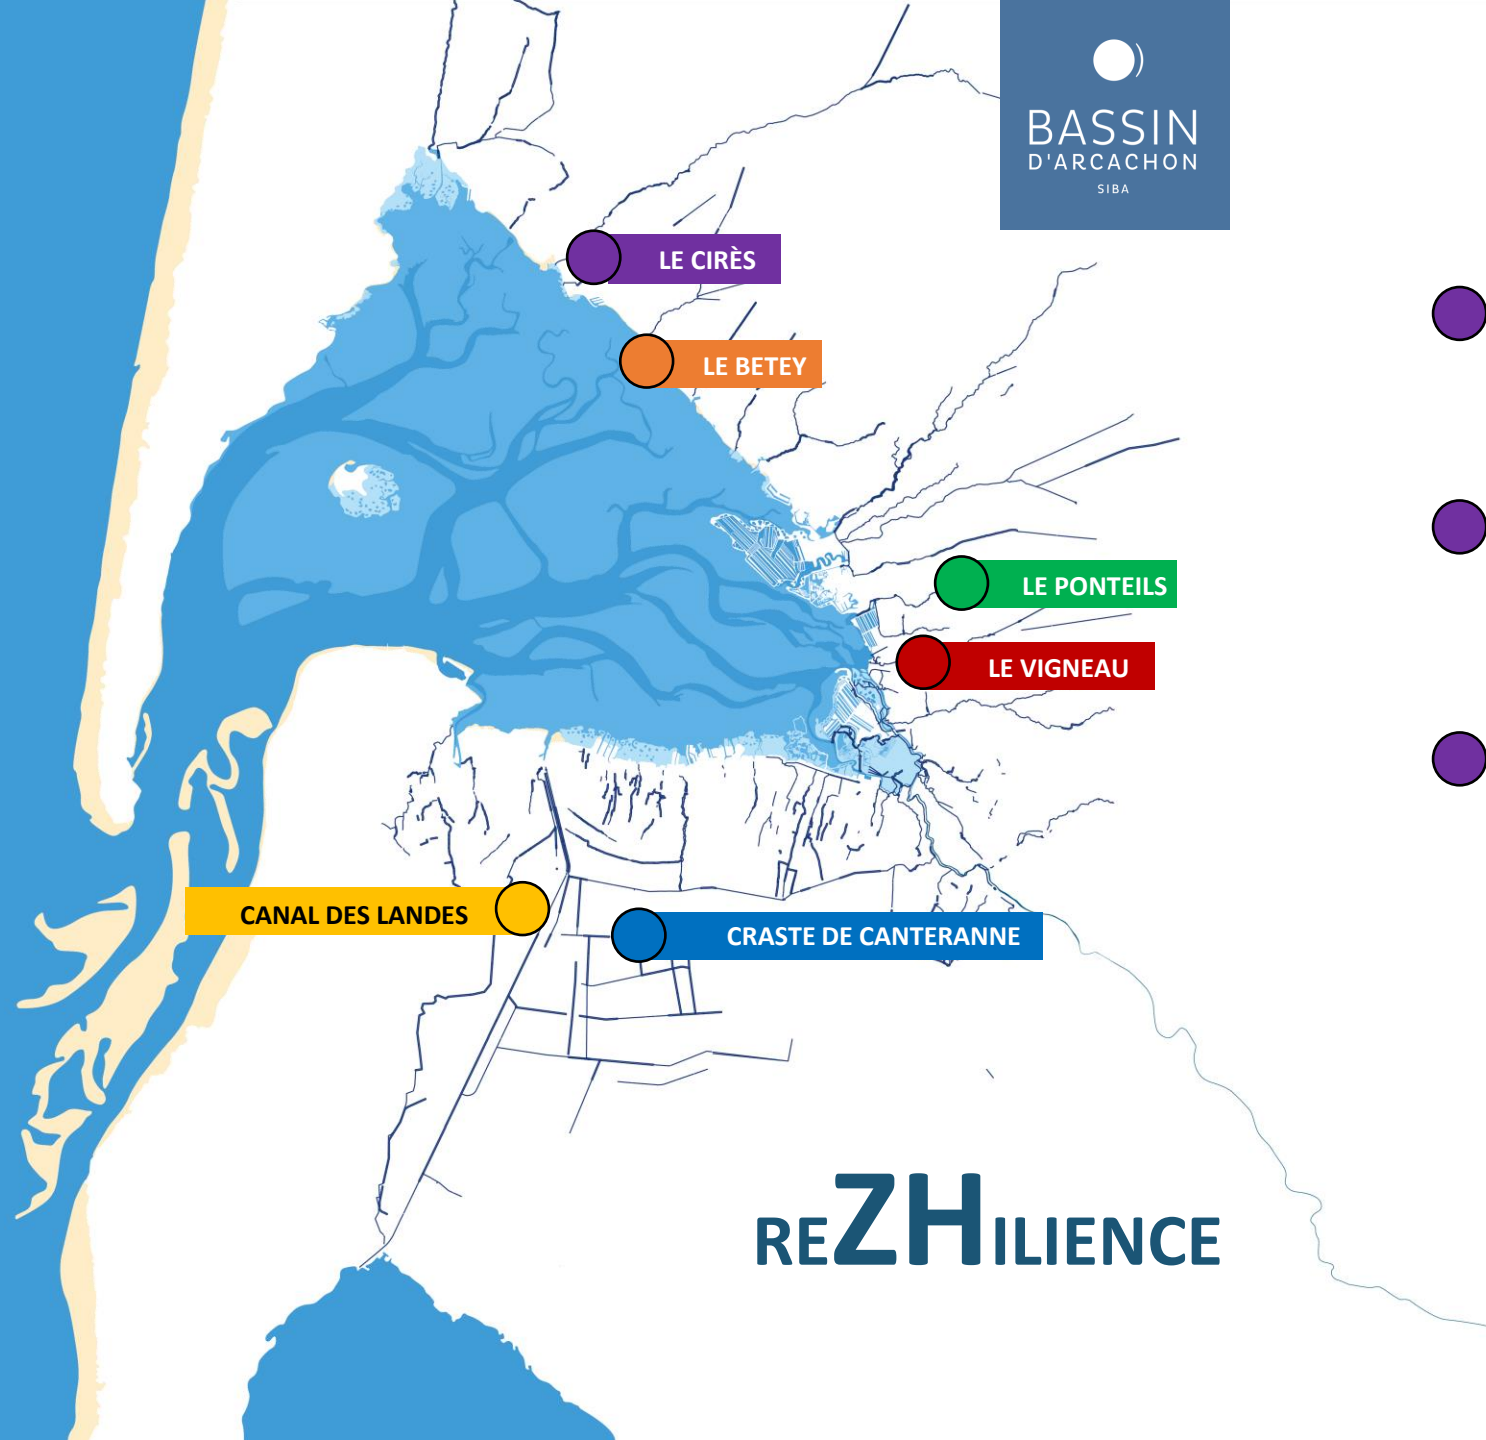 BASSIN
D'ARCACHON
SIBA
LE CIRÈS
LE BETEY
LE PONTEILS
LE VIGNEAU
CANAL DES LANDES
CRASTE DE CANTERANNE
REZHILIENCE